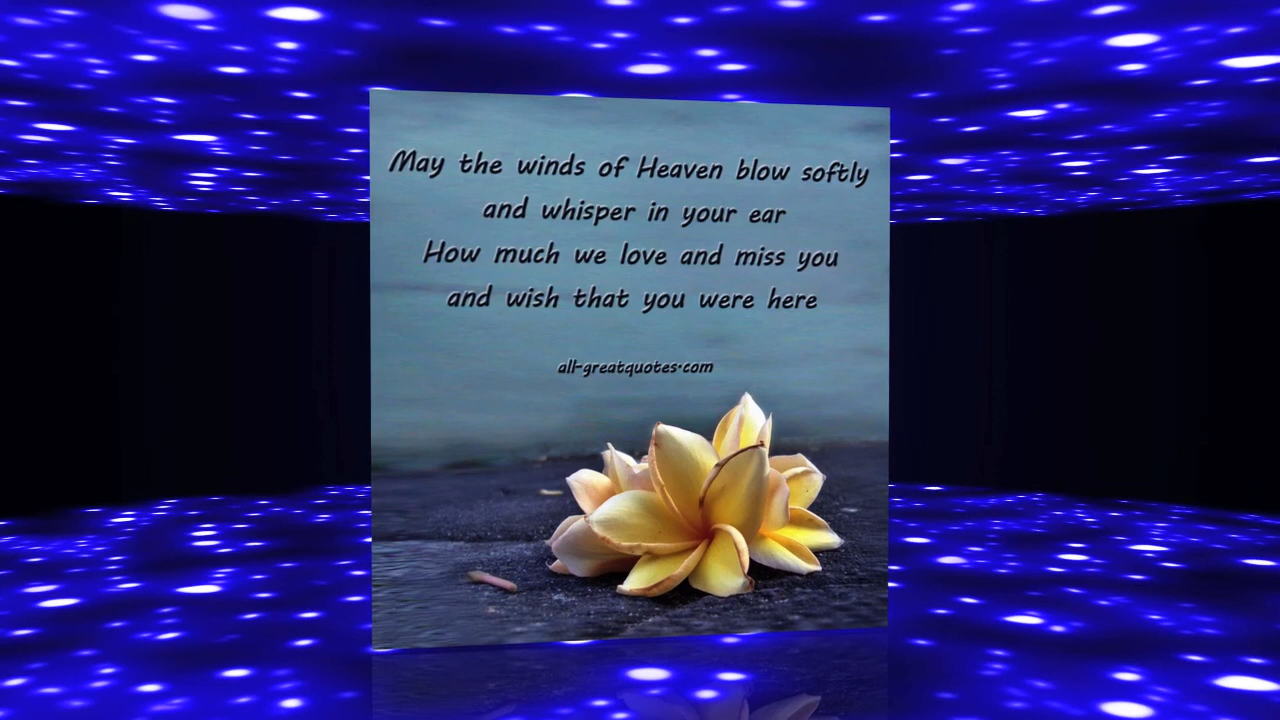 May the winds of Heaven blow softly
and whisper in your ear
How much we love and miss you
and wish that you were here
all-greatquotes.com